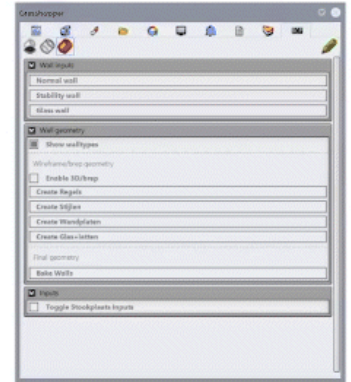 Grasshopper
Wall inputs
Normal wall
Stability wall
Glass wall
Wall geometry
Show walltypes
Wireframe/brep geometry
Enable 3D/brep
Create Regels
Create Stijlen
Create Wandplaten
Create Glas+latten
Final geometry
Bake Walls
Inputs
Toggle Stookplaats Inputs